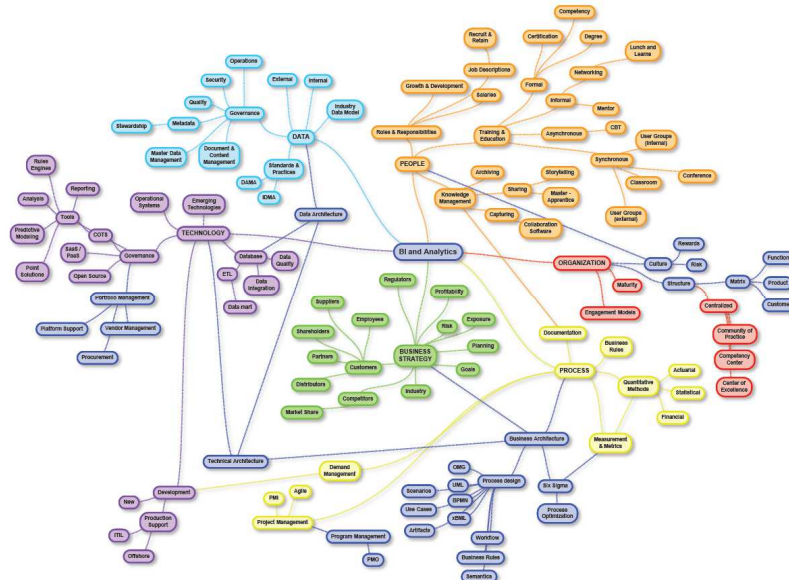 Competency
Recruit &
Retain
Certification
Degree
Lunch and
Learns
Job Descriptions
Formal
Networking
Growth & Development
Salaries
Informal
Mentor
Roles & Responsibilities
Training &
Education
Asynchronous
CBT
User Groups
(Internal)
Synchronous
Conference
Classroom
User Groups
(external)
PEOPLE
Archiving
Knowledge
Management
Sharing
Storytelling
Master -
Apprentice
Capturing
Collaboration
Software
Operations
Security
External
Internal
Quality
Governance
Industry
Data Model
Stewardship
Metadata
DATA
Master Data
Management
Document &
Content
Management
Standards &
Practices
DAMA
IDMA
Data Architecture
Rules
Engines
Analysis
Reporting
Tools
Predictive
Modeling
COTS
SaaS /
PaaS
Point
Solutions
Open Source
Governance
Operational
Systems
Emerging
Technologies
TECHNOLOGY
Database
Data
Quality
ETL
Data
Integration
Data mart
Portfolio Management
Platform Support
Vendor Management
Procurement
BI and Analytics
ORGANIZATION
Maturity
Engagement Models
Culture
Rewards
Risk
Structure
Matrix
Function
Product
Custome
Centralized
Community of
Practice
Competency
Center
Center of
Excellence
Regulators
Profitability
Suppliers
Employees
Risk
Exposure
Shareholders
Planning
Partners
Customers
BUSINESS
STRATEGY
Goals
Distributors
Competitors
Industry
Market Share
Documentation
Business
Rules
PROCESS
Quantitative
Methods
Actuarial
Statistical
Financial
Measurement
& Metrics
Business Architecture
Technical Architecture
Demand
Management
Development
New
Production
Support
ITIL
Offshore
PMI
Agile
Project Management
Program Management
PMO
OMG
Process design
Scenarios
UML
Use Cases
BPMN
xBML
Artifacts
Workflow
Business Rules
Semantics
Six Sigma
Process
Optimization